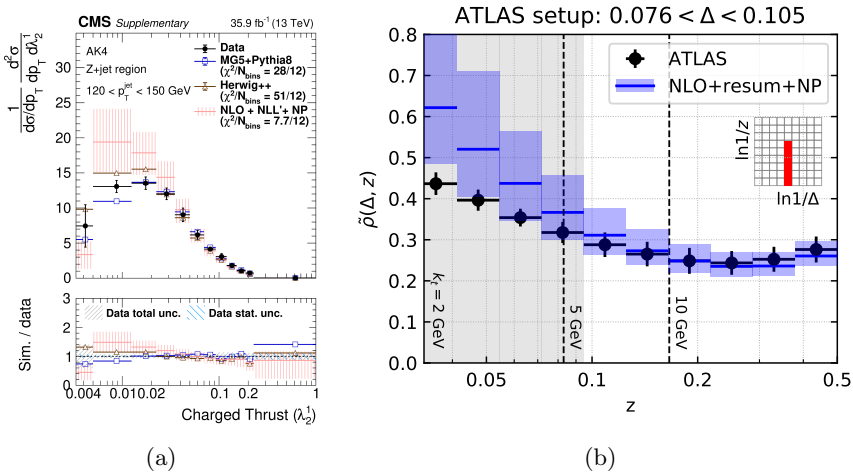 CMS Supplementary 35.9 fb⁻¹ (13 TeV)
1/(dσ/dp_T) d²σ/(dp_T dλ¹₂)
AK4
Z+jet region
120 < p_T^jet < 150 GeV
Data
MG5+Pythia8
(χ²/N_bins = 28/12)
Herwig++
(χ²/N_bins = 51/12)
NLO + NLL'+ NP
(χ²/N_bins = 7.7/12)
35
30
25
20
15
10
5
0
Sim. / data
3
2
1
0
Data total unc. Data stat. unc.
0.004 0.01 0.02 0.1 0.2 1
Charged Thrust (λ¹₂)
(a)
ATLAS setup: 0.076 < Δ < 0.105
ρ̃(Δ, z)
0.8
0.7
0.6
0.5
0.4
0.3
0.2
0.1
0.0
ATLAS
NLO+resum+NP
ln1/z
ln1/Δ
k_t = 2 GeV
5 GeV
10 GeV
0.05 0.1 0.2 0.5
z
(b)